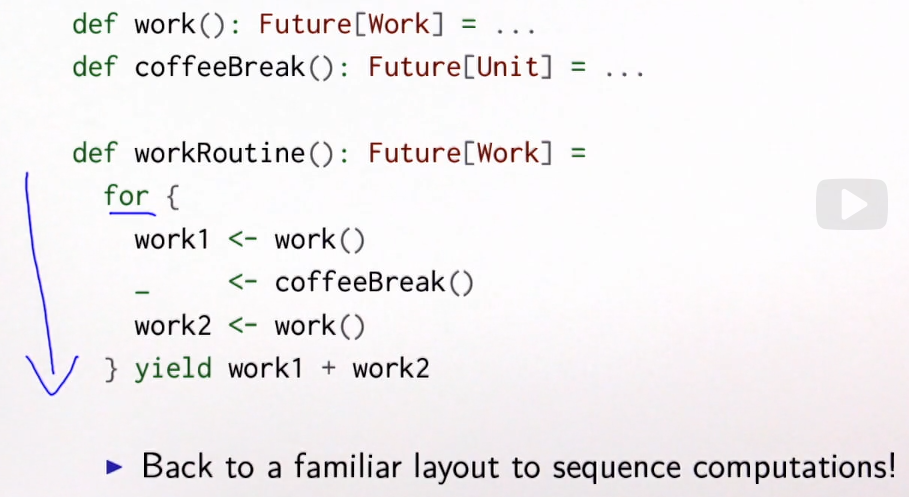 def work(): Future[Work] = ...
def coffeeBreak(): Future[Unit] = ...
def workRoutine(): Future[Work] =
for {
work1 <- work()
_ <- coffeeBreak()
work2 <- work()
} yield work1 + work2
▶ Back to a familiar layout to sequence computations!